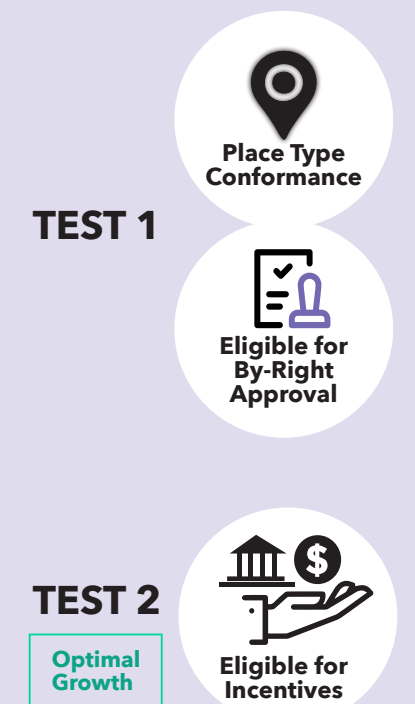 Place Type
Conformance
TEST 1
Eligible for
By-Right
Approval
$
TEST 2
Optimal
Growth
Eligible for
Incentives